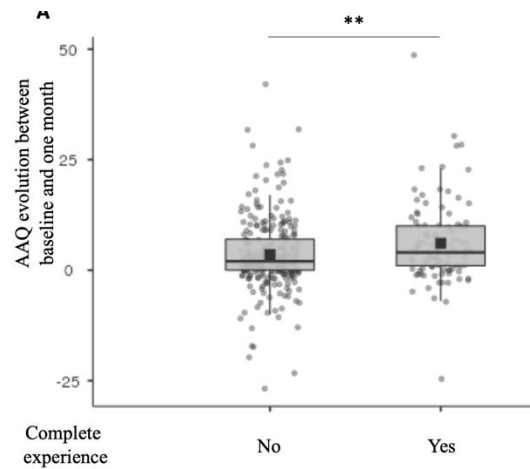 A
**
50
AAQ evolution between
baseline and one month
25
0
-25
Complete
experience
No
Yes